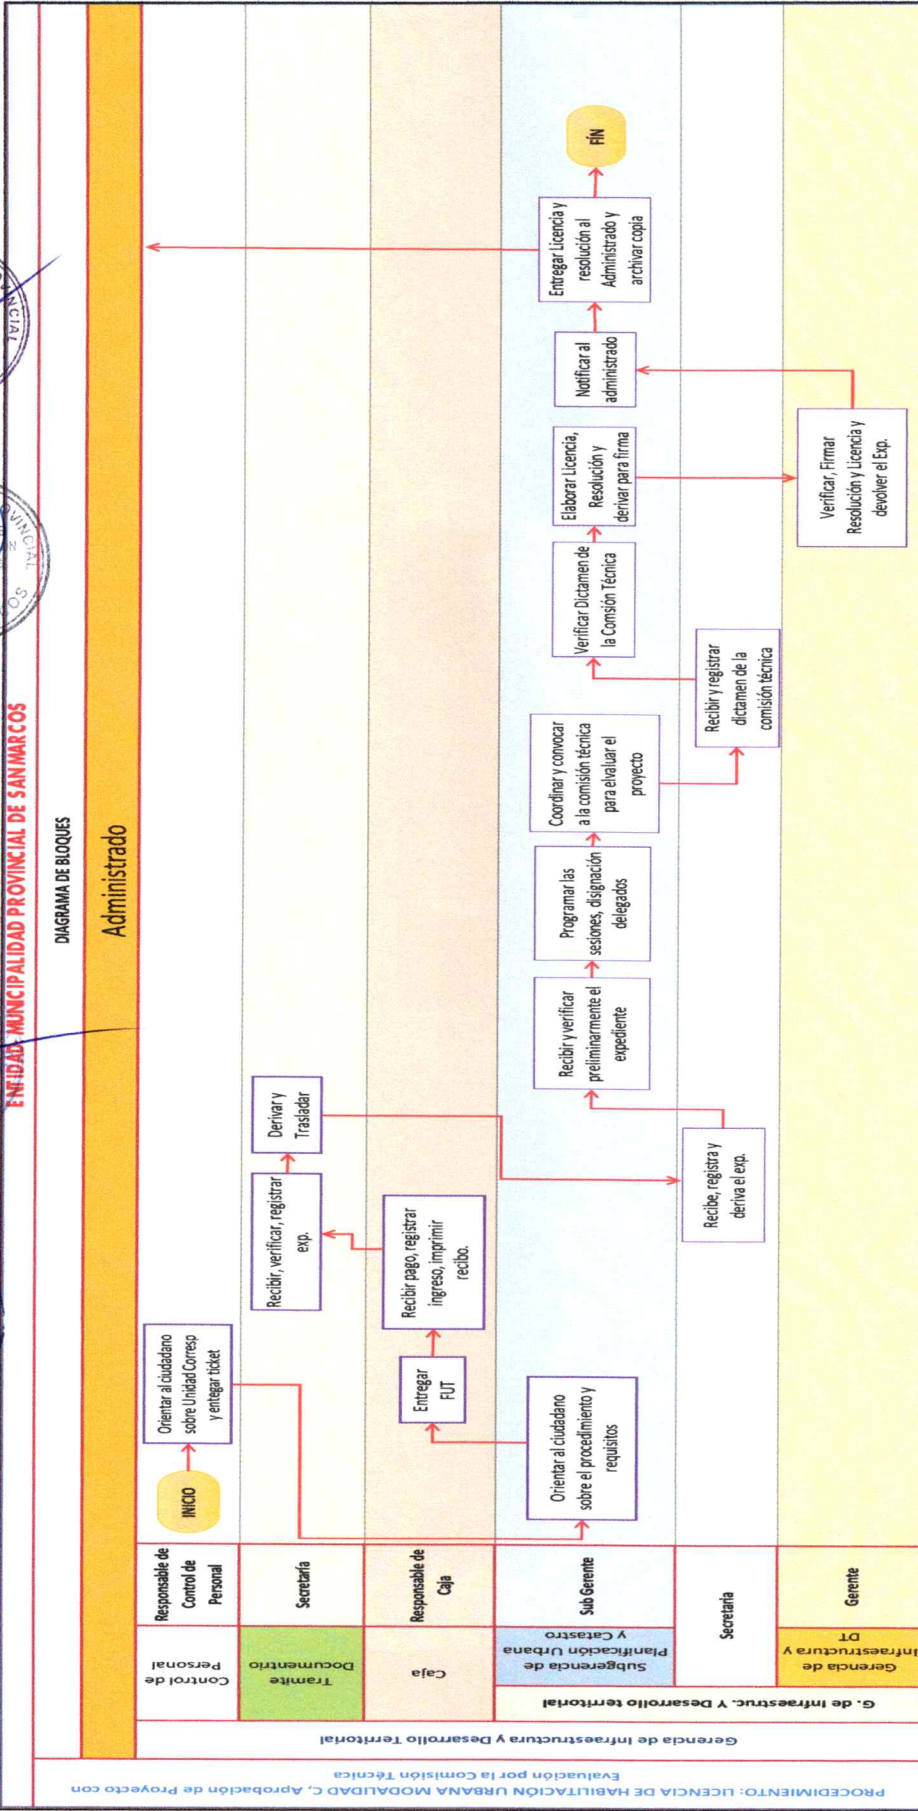 ENTIDAD: MUNICIPALIDAD PROVINCIAL DE SAN MARCOS
DIAGRAMA DE BLOQUES
Administrado
PROCEDIMIENTO: LICENCIA DE HABILITACIÓN URBANA MODALIDAD C, Aprobación de Proyecto con
Evaluación por la Comisión Técnica
Gerencia de Infraestructura y Desarrollo Territorial
G. de Infraestruc. Y Desarrollo territorial
Control de
Personal
Responsable de
Control de
Personal
INICIO
Orientar al ciudadano
sobre Unidad Corresp
y entegar ticket
Tramite
Documentrio
Secretaría
Recibir, verificar, registrar
exp.
Derivar y
Trasladar
Caja
Responsable de
Caja
Entregar
FUT
Recibir pago, registrar
ingreso, imprimir
recibo.
Subgerencia de
Planificación Urbana
y Catastro
Sub Gerente
Orientar al ciudadano
sobre el procedimiento y
requisitos
Recibir y verificar
preliminarmente el
expediente
Programar las
sesiones, disignación
delegados
Coordinar y convocar
a la comisión técnica
para elvaluar el
proyecto
Verificar Dictamen de
la Comsión Técnica
Elaborar Licencia,
Resolución y
derivar para firma
Notificar al
administrado
Entregar Licencia y
resolución al
Administrado y
archivar copia
FÍN
Secretaria
Recibe, registra y
deriva el exp.
Recibir y registrar
dictamen de la
comisión técnica
Gerencia de
Infraestructura y
DT
Gerente
Verificar, Firmar
Resolución y Licencia y
devolver el Exp.